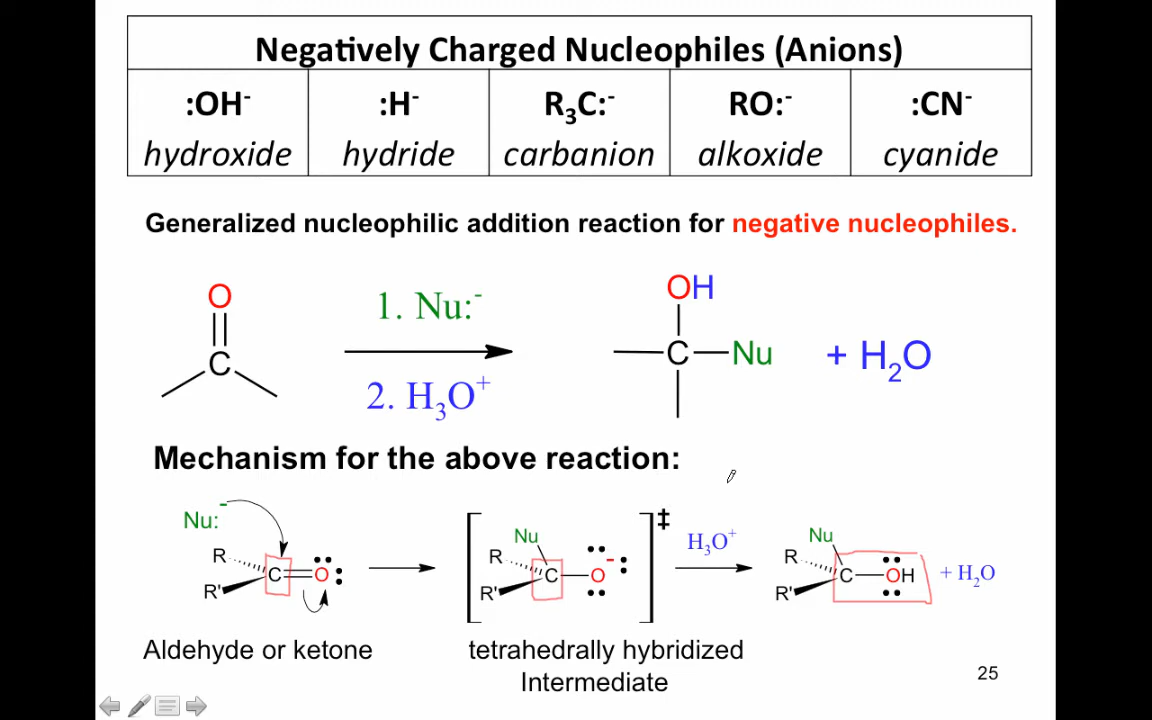 Negatively Charged Nucleophiles (Anions)
:OH⁻ :H⁻ R₃C:⁻ RO:⁻ :CN⁻
hydroxide hydride carbanion alkoxide cyanide
Generalized nucleophilic addition reaction for negative nucleophiles.
O
C
1. Nu:⁻
2. H₃O⁺
OH
C Nu
+ H₂O
Mechanism for the above reaction:
Nu:⁻
R
R' C O
Nu
R
R' C O⁻
‡
H₃O⁺
Nu
R
R' C OH
+ H₂O
Aldehyde or ketone
tetrahedrally hybridized
Intermediate
25